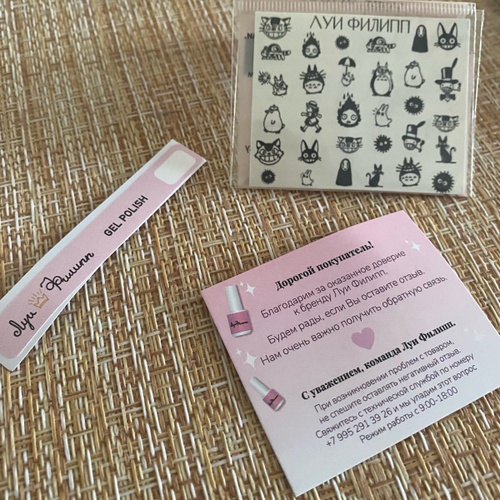 ЛУИ ФИЛИПП
Луи Филипп
GEL POLISH
Дорогой покупатель!
Благодарим за оказанное доверие
к бренду Луи Филипп.
Будем рады, если Вы оставите отзыв.
Нам очень важно получить обратную связь.
С уважением, команда Луи Филипп.
При возникновении проблем с товаром,
не спешите оставлять негативный отзыв.
Свяжитесь с технической службой по номеру
+7 995 291 39 26 и мы уладим этот вопрос
Режим работы с 9:00-18:00